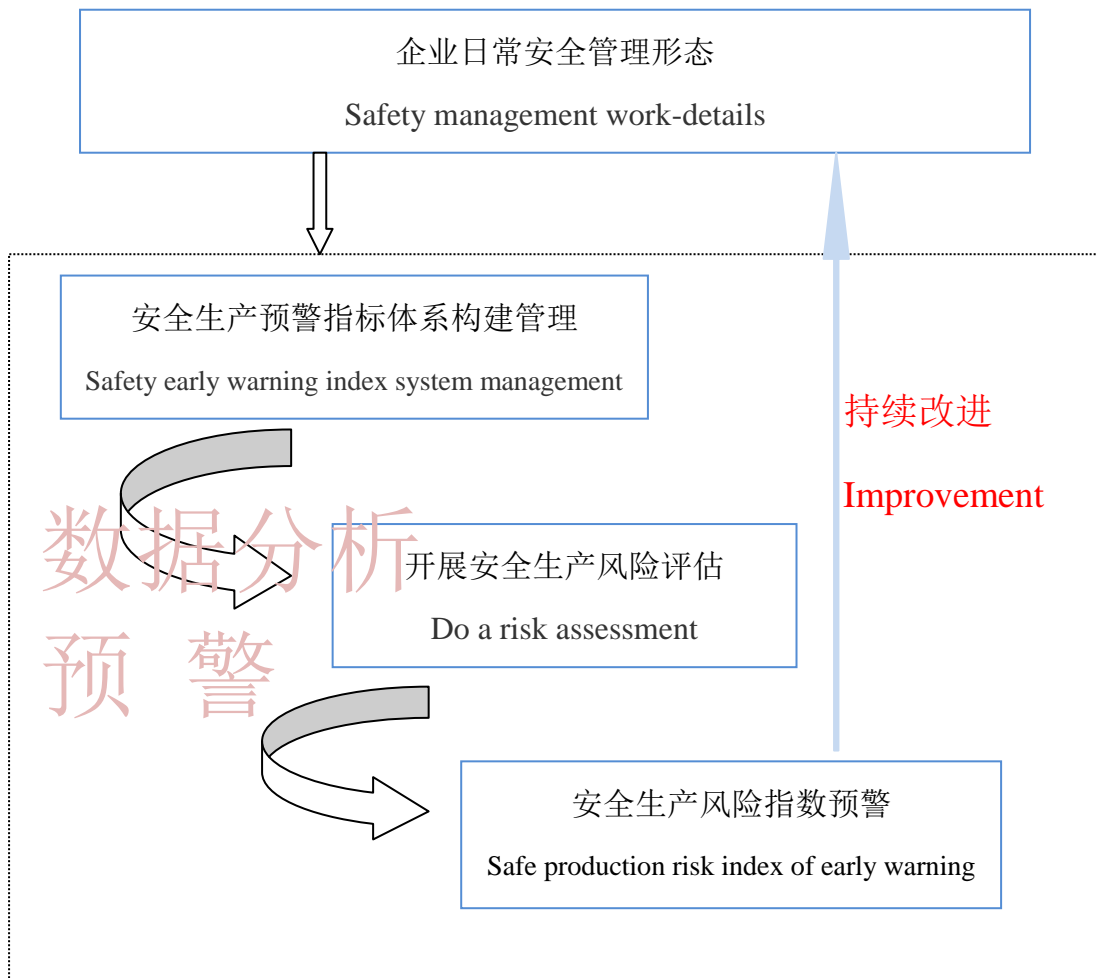 企业日常安全管理形态
Safety management work-details
安全生产预警指标体系构建管理
Safety early warning index system management
持续改进
Improvement
数据分析
预 警
开展安全生产风险评估
Do a risk assessment
安全生产风险指数预警
Safe production risk index of early warning